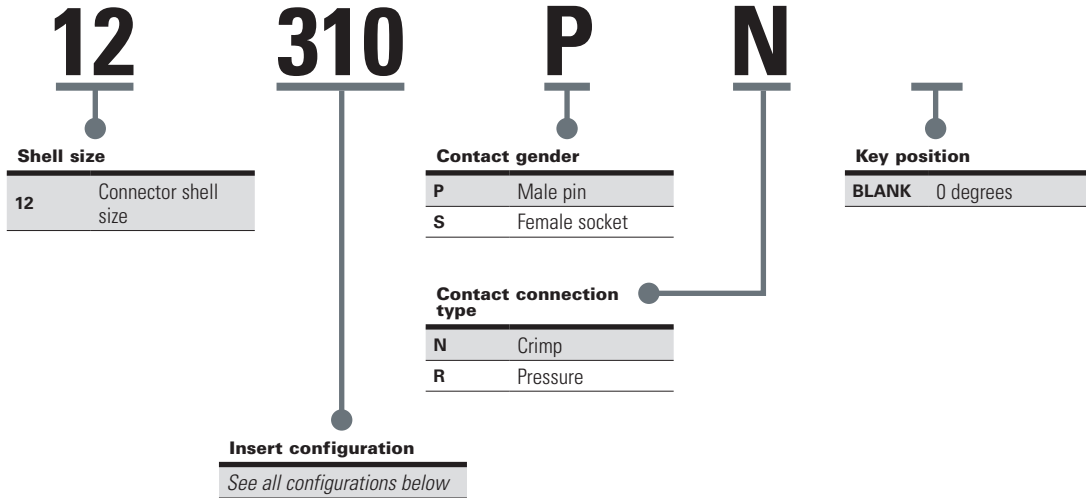 12 310 P N
Shell size
12 Connector shell
size
Contact gender
P Male pin
S Female socket
Key position
BLANK 0 degrees
Contact connection
type
N Crimp
R Pressure
Insert configuration
See all configurations below